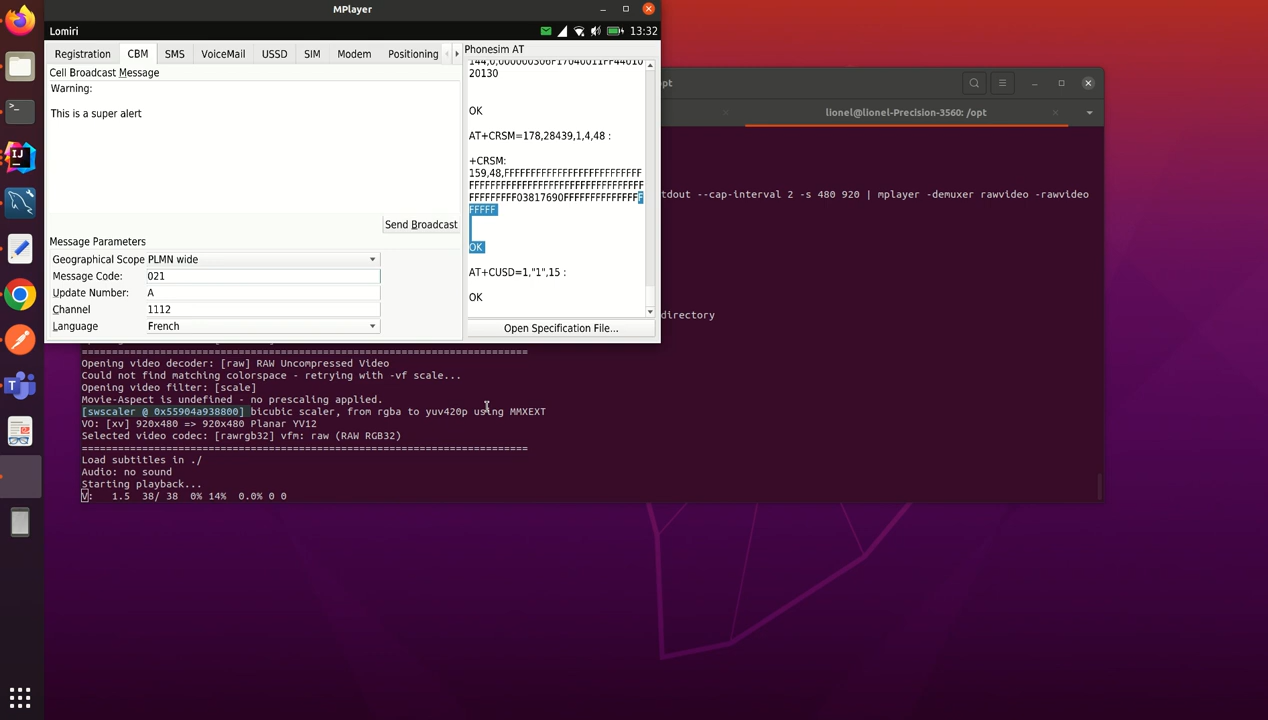 MPlayer
Lomiri
13:32
Registration CBM SMS VoiceMail USSD SIM Modem Positioning
Cell Broadcast Message
Warning:
This is a super alert
Send Broadcast
Message Parameters
Geographical Scope PLMN wide
Message Code: 021
Update Number: A
Channel 1112
Language French
Phonesim AT
144,0,000000306F17040011FF44010
20130
OK
AT+CRSM=178,28439,1,4,48 :
+CRSM:
159,48,FFFFFFFFFFFFFFFFFFFFFFFFFF
FFFFFFFFFFFFFFFFFFFFFFFFFFFFFFFFF
FFFFFFFFF03817690FFFFFFFFFFFFFF
FFFFF
OK
AT+CUSD=1,"1",15 :
OK
Open Specification File...
pt
lionel@lionel-Precision-3560: /opt
tdout --cap-interval 2 -s 480 920 | mplayer -demuxer rawvideo -rawvideo
directory
==========================================================================
Opening video decoder: [raw] RAW Uncompressed Video
Could not find matching colorspace - retrying with -vf scale...
Opening video filter: [scale]
Movie-Aspect is undefined - no prescaling applied.
[swscaler @ 0x55904a938800] bicubic scaler, from rgba to yuv420p using MMXEXT
VO: [xv] 920x480 => 920x480 Planar YV12
Selected video codec: [rawrgb32] vfm: raw (RAW RGB32)
==========================================================================
Load subtitles in ./
Audio: no sound
Starting playback...
V: 1.5 38/ 38 0% 14% 0.0% 0 0